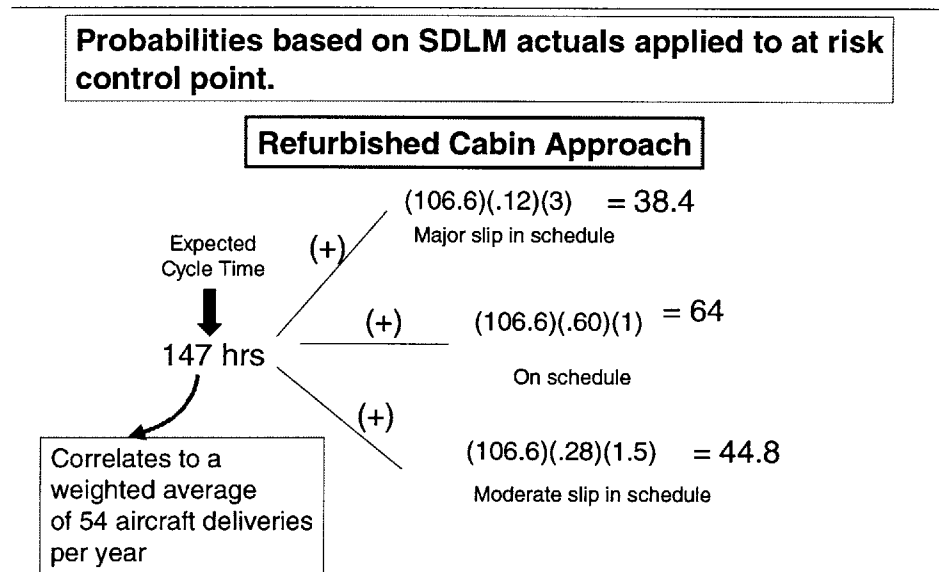 Probabilities based on SDLM actuals applied to at risk
control point.
Refurbished Cabin Approach
(106.6)(.12)(3) = 38.4
Major slip in schedule
Expected
Cycle Time
(+)
(+)
(106.6)(.60)(1) = 64
147 hrs
On schedule
(+)
(106.6)(.28)(1.5) = 44.8
Moderate slip in schedule
Correlates to a
weighted average
of 54 aircraft deliveries
per year